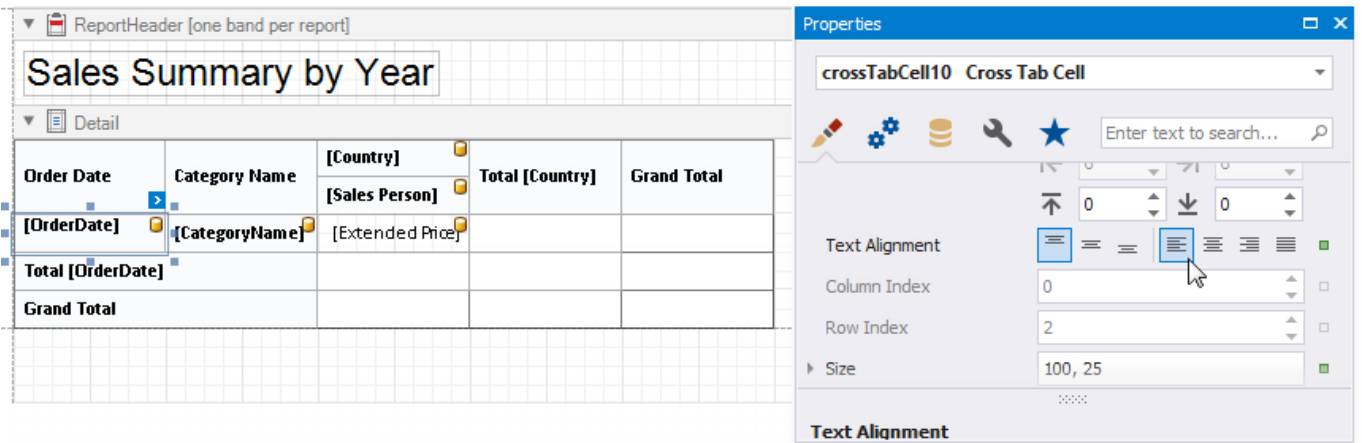 ReportHeader [one band per report]
Sales Summary by Year
Detail
Order Date
Category Name
[Country]
[Sales Person]
Total [Country]
Grand Total
[OrderDate]
[CategoryName]
[Extended Price]
Total [OrderDate]
Grand Total
Properties
crossTabCell10 Cross Tab Cell
Enter text to search...
0 0
0 0
Text Alignment
Column Index 0
Row Index 2
Size 100, 25
Text Alignment